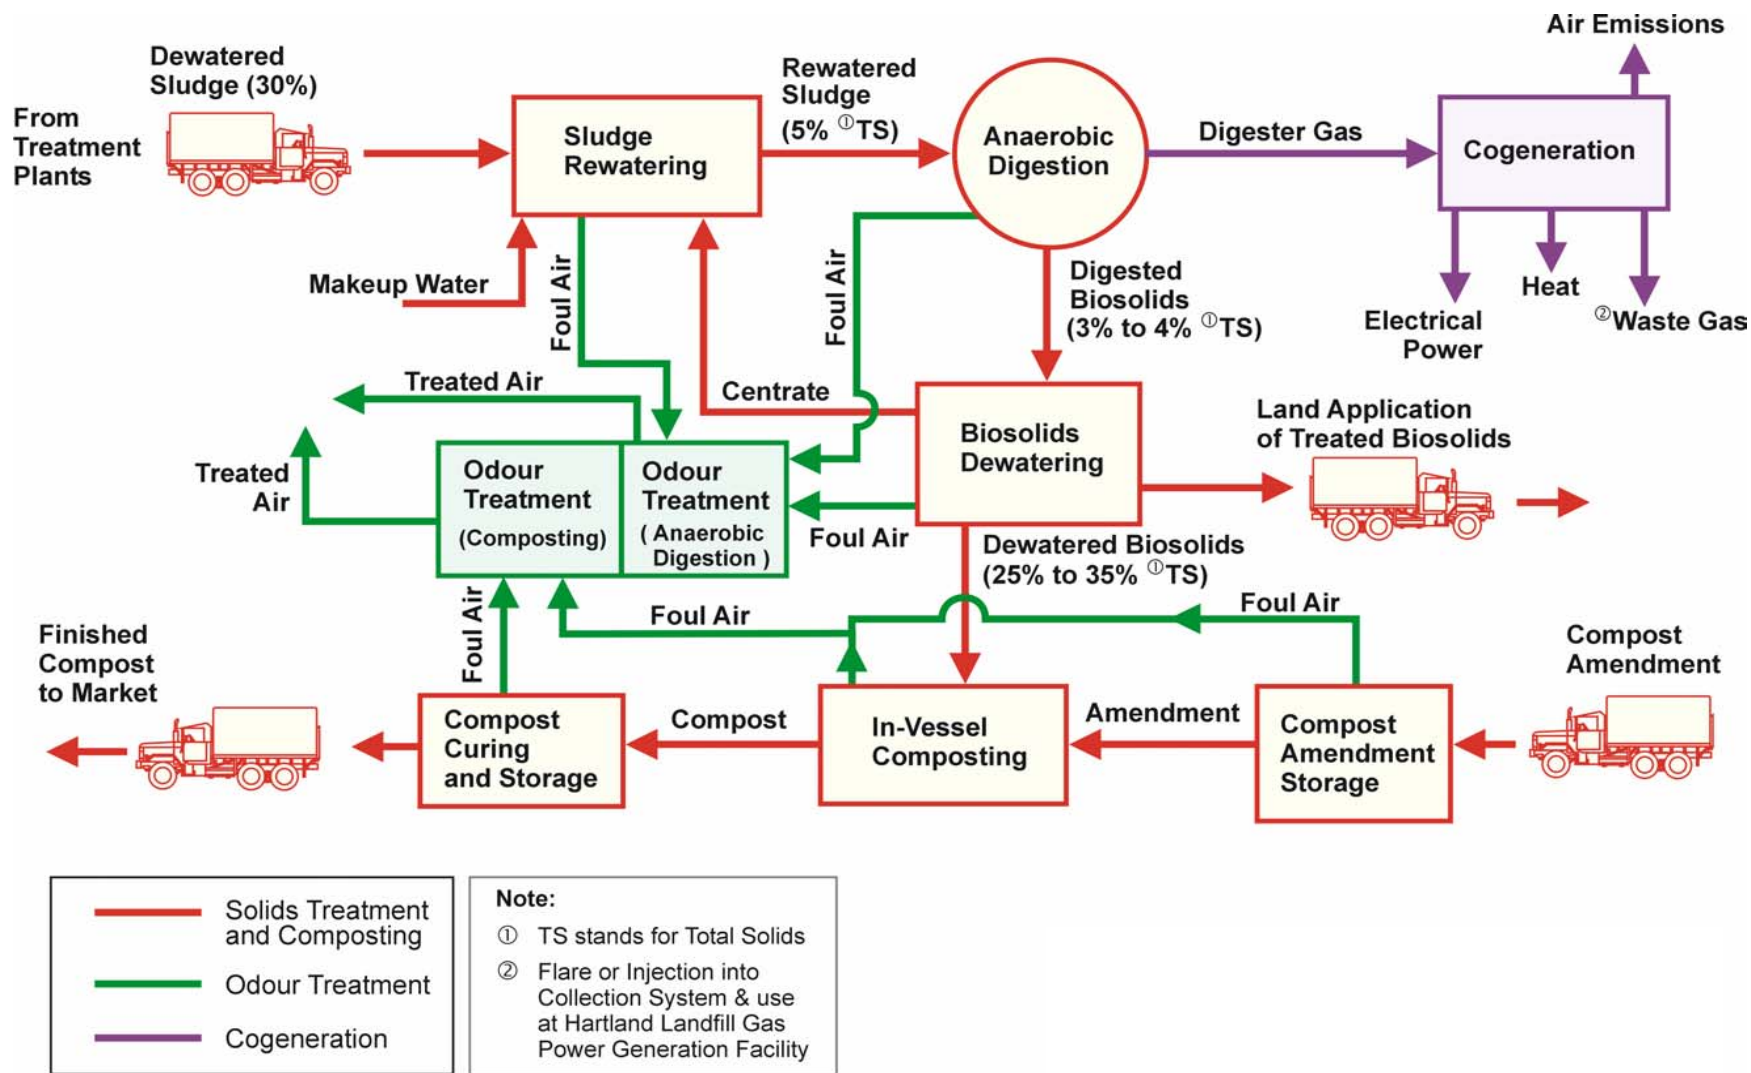 Air Emissions
Dewatered
Sludge (30%)
From
Treatment
Plants
Sludge
Rewatering
Rewatered
Sludge
(5% ①TS)
Anaerobic
Digestion
Digester Gas
Cogeneration
Makeup Water
Foul Air
Foul Air
Digested
Biosolids
(3% to 4% ①TS)
Electrical
Power
Heat
②Waste Gas
Treated Air
Centrate
Treated
Air
Odour
Treatment
(Composting)
Odour
Treatment
( Anaerobic
Digestion )
Biosolids
Dewatering
Land Application
of Treated Biosolids
Foul Air
Dewatered Biosolids
(25% to 35% ①TS)
Foul Air
Foul Air
Foul Air
Finished
Compost
to Market
Compost
Curing
and Storage
Compost
In-Vessel
Composting
Amendment
Compost
Amendment
Storage
Compost
Amendment
Solids Treatment
and Composting
Odour Treatment
Cogeneration
Note:
① TS stands for Total Solids
② Flare or Injection into
Collection System & use
at Hartland Landfill Gas
Power Generation Facility